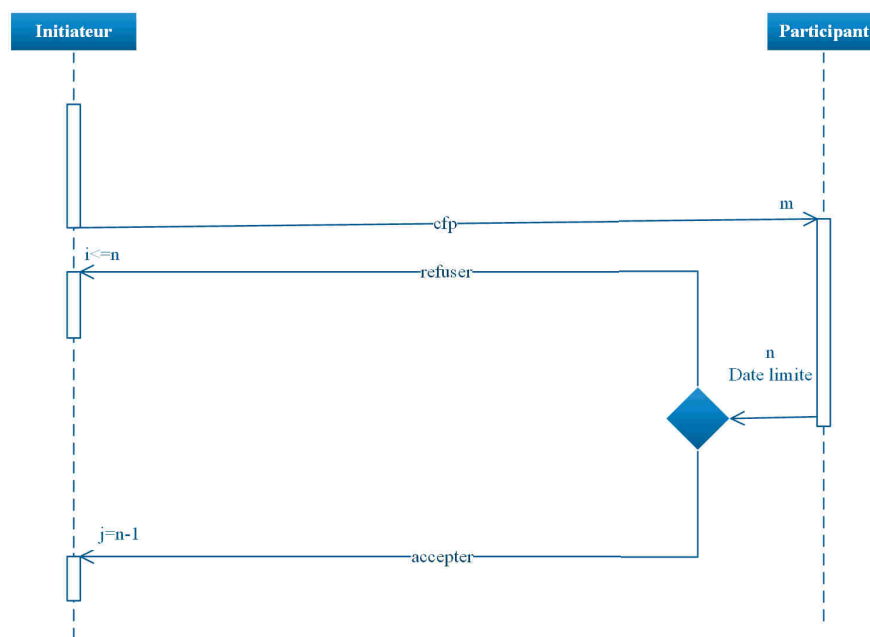 Initiateur
Participant
m
cfp
i<=n
refuser
n
Date limite
j=n-1
accepter